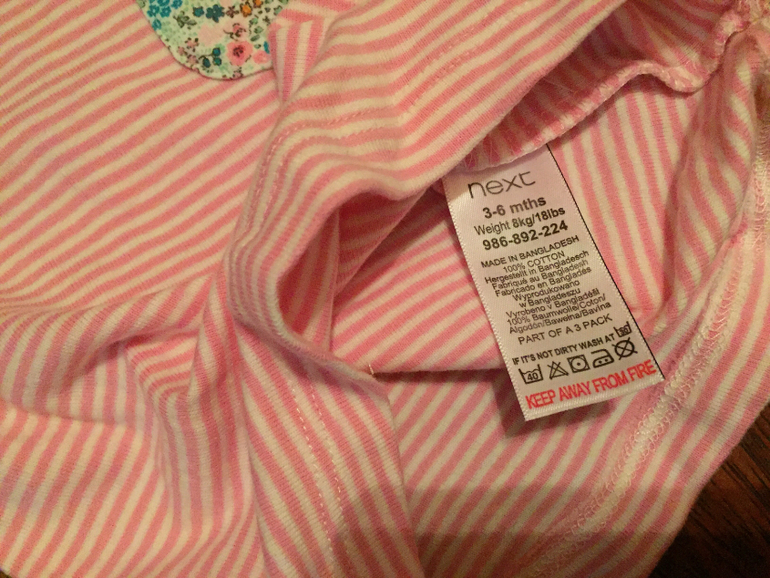 next
3-6 mths
Weight 8kg/18lbs
986-892-224
MADE IN BANGLADESH
100% COTTON
Hergestellt in Bangladesch
Fabriqué au Bangladesh
Fabricado en Bangladés
Wyprodukowano
w Bangladeszu
Vyrobeno v Bangladéši
100% Baumwolle/Coton/
Algodón/Bawełna/Bavlna
PART OF A 3 PACK
IF IT'S NOT DIRTY WASH AT 30
40
KEEP AWAY FROM FIRE